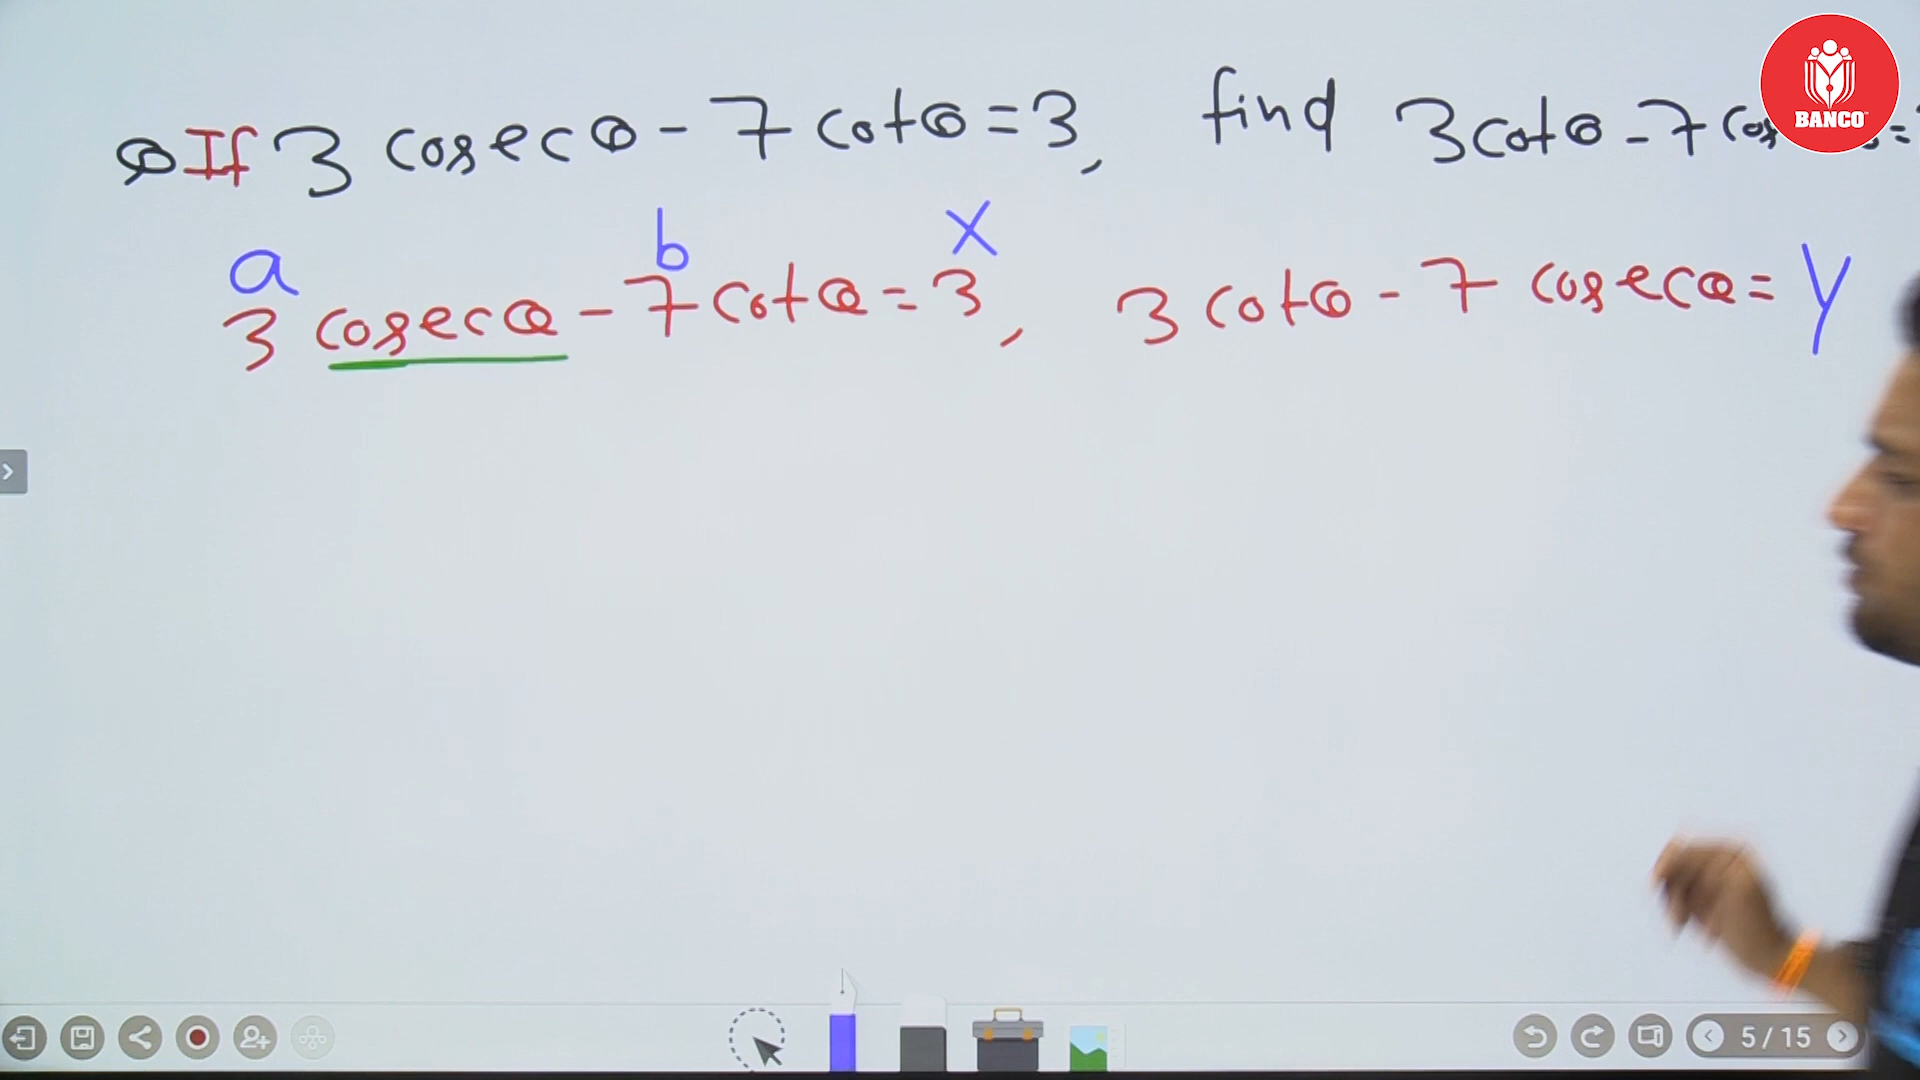 Q If 3 cosecθ - 7 cotθ = 3, find 3cotθ - 7
BANCO
a b x
3 cosecθ - 7 cotθ = 3, 3 cotθ - 7 cosecθ = y
5 / 15